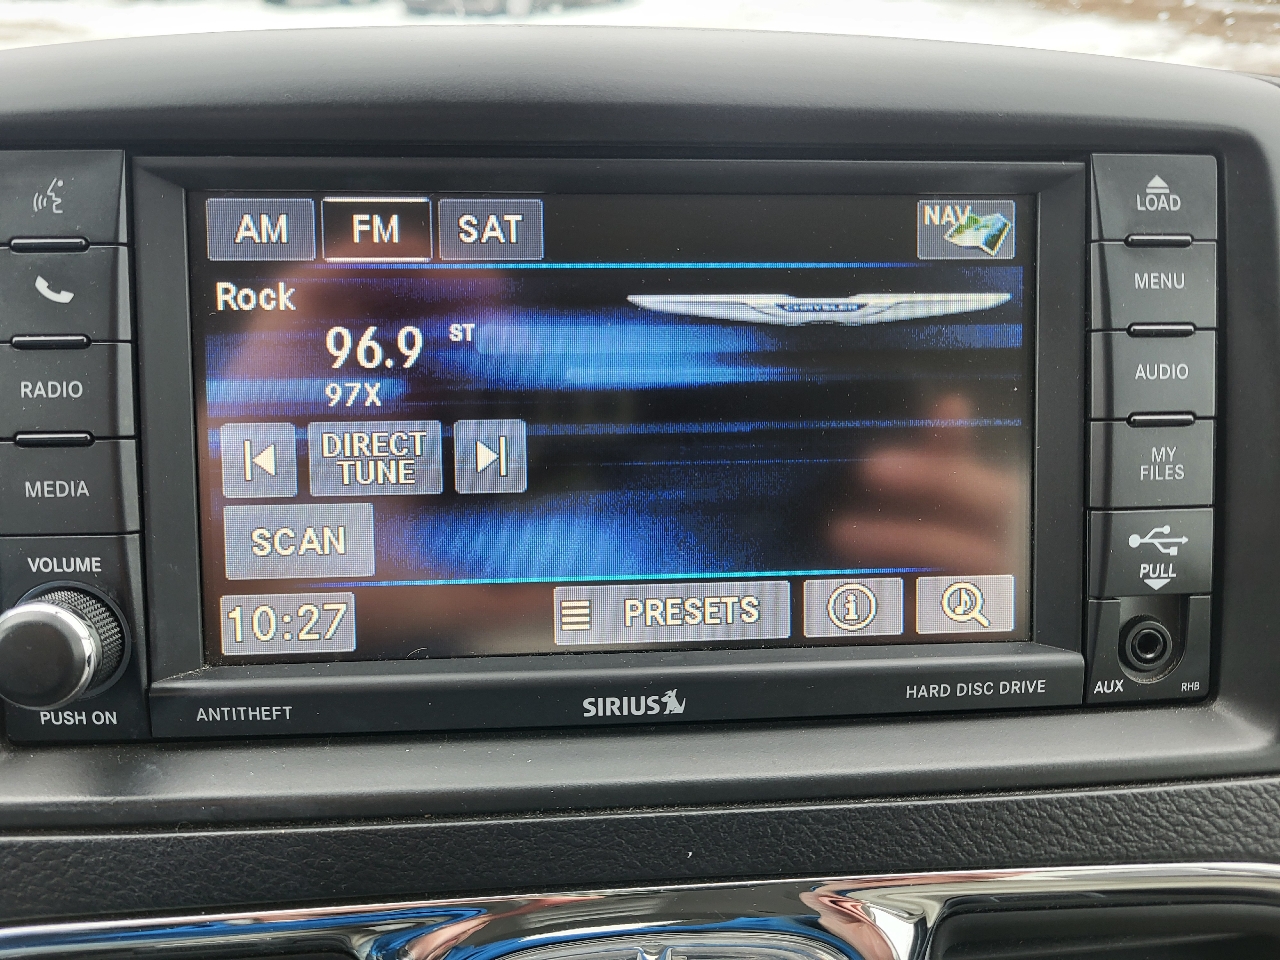 AM FM SAT NAV
Rock
CHRYSLER
96.9 ST
97X
DIRECT
TUNE
SCAN
10:27 PRESETS
RADIO
MEDIA
VOLUME
PUSH ON
LOAD
MENU
AUDIO
MY
FILES
PULL
AUX RHB
ANTITHEFT SIRIUS HARD DISC DRIVE